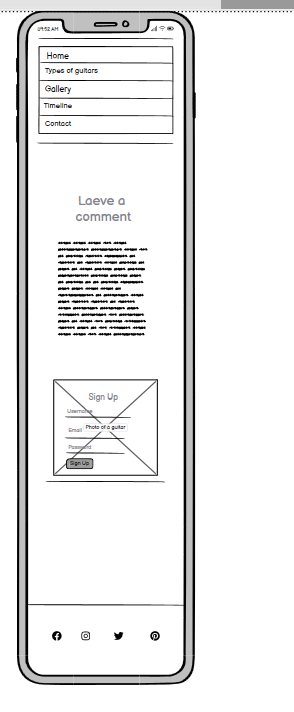 09:52 AM
Home
Types of guitars
Gallery
Timeline
Contact
Laeve a
comment
Sign Up
Username
Email
Photo of a guitar
Password
Sign Up